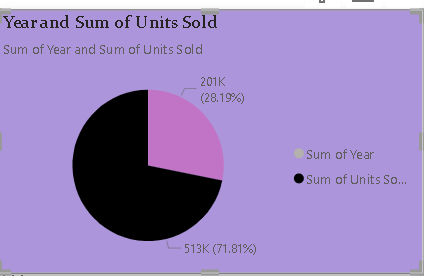 Year and Sum of Units Sold
Sum of Year and Sum of Units Sold
201K
(28.19%)
Sum of Year
Sum of Units So...
513K (71.81%)